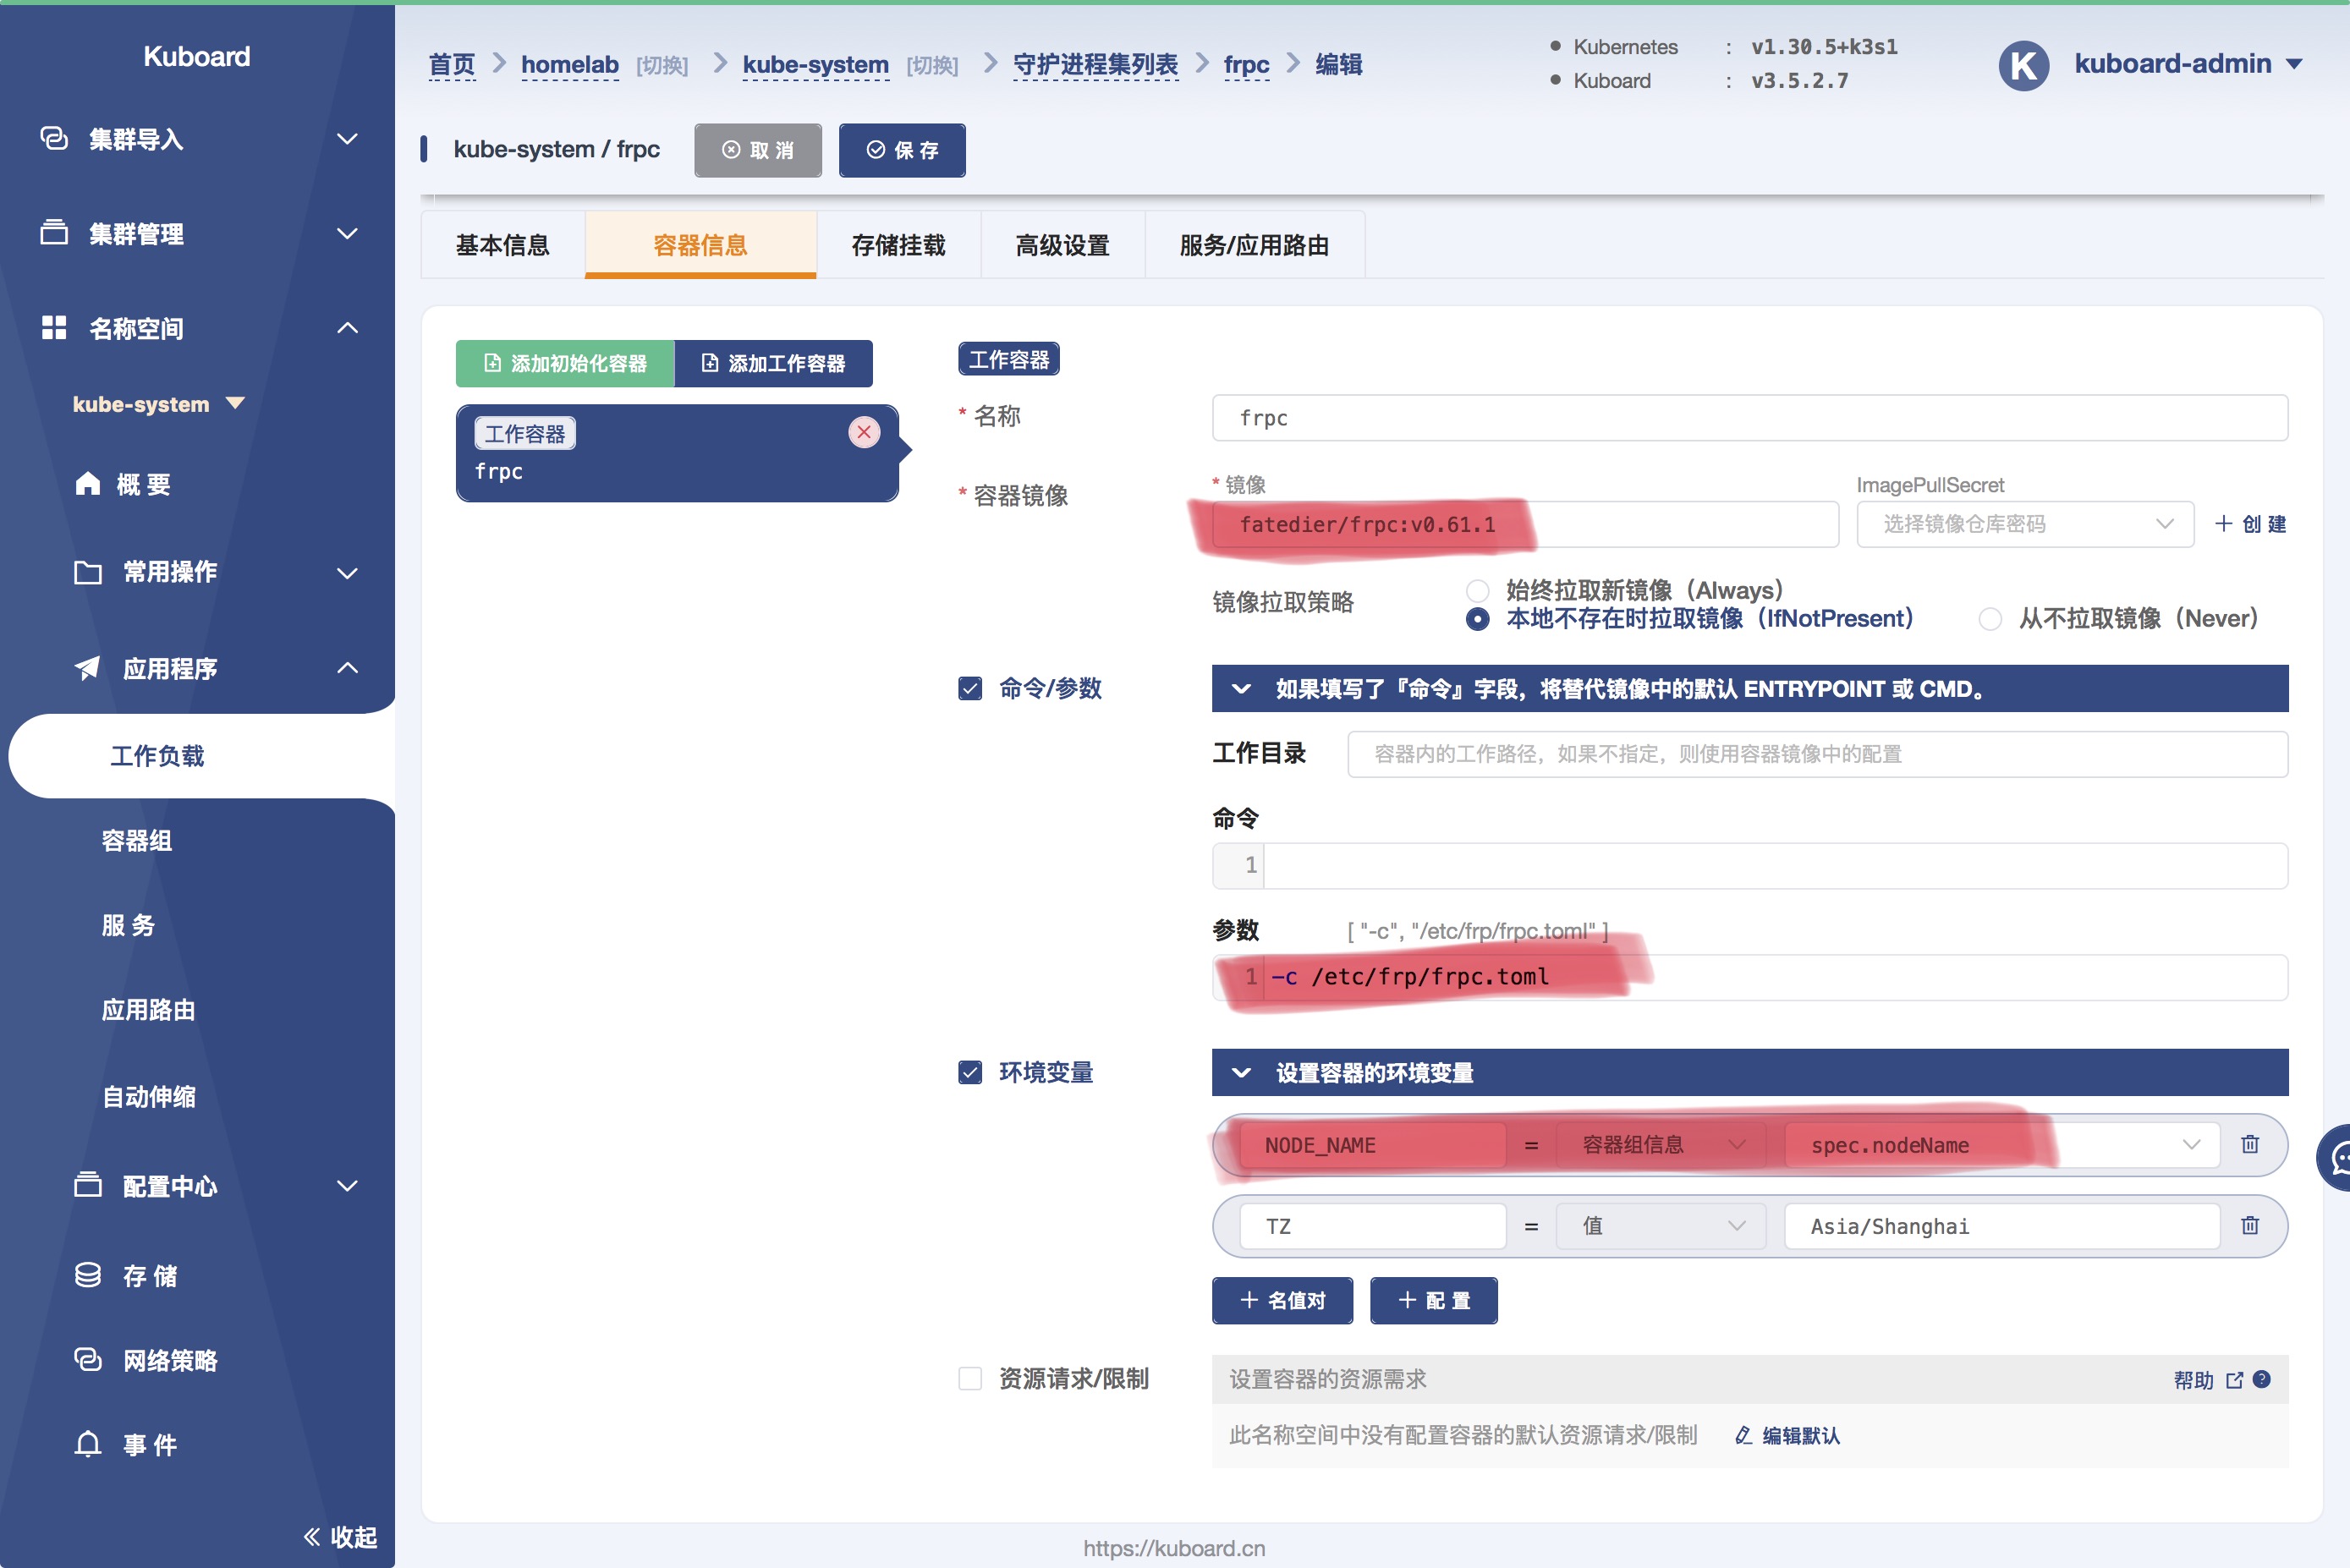 Kuboard
集群导入
集群管理
名称空间
kube-system
概 要
常用操作
应用程序
工作负载
容器组
服 务
应用路由
自动伸缩
配置中心
存 储
网络策略
事 件
收起
首页 homelab [切换] kube-system [切换] 守护进程集列表 frpc 编辑
Kubernetes : v1.30.5+k3s1
Kuboard : v3.5.2.7
K kuboard-admin
kube-system / frpc 取 消 保 存
基本信息 容器信息 存储挂载 高级设置 服务/应用路由
添加初始化容器 添加工作容器
工作容器
frpc
工作容器
* 名称 frpc
* 容器镜像
* 镜像 ImagePullSecret
fatedier/frpc:v0.61.1 选择镜像仓库密码 创 建
镜像拉取策略
始终拉取新镜像（Always）
本地不存在时拉取镜像（IfNotPresent） 从不拉取镜像（Never）
命令/参数 如果填写了『命令』字段，将替代镜像中的默认 ENTRYPOINT 或 CMD。
工作目录 容器内的工作路径，如果不指定，则使用容器镜像中的配置
命令
1
参数 [ "-c", "/etc/frp/frpc.toml" ]
1 -c /etc/frp/frpc.toml
环境变量 设置容器的环境变量
NODE_NAME = 容器组信息 spec.nodeName
TZ = 值 Asia/Shanghai
名值对 配 置
资源请求/限制 设置容器的资源需求 帮助
此名称空间中没有配置容器的默认资源请求/限制 编辑默认
https://kuboard.cn